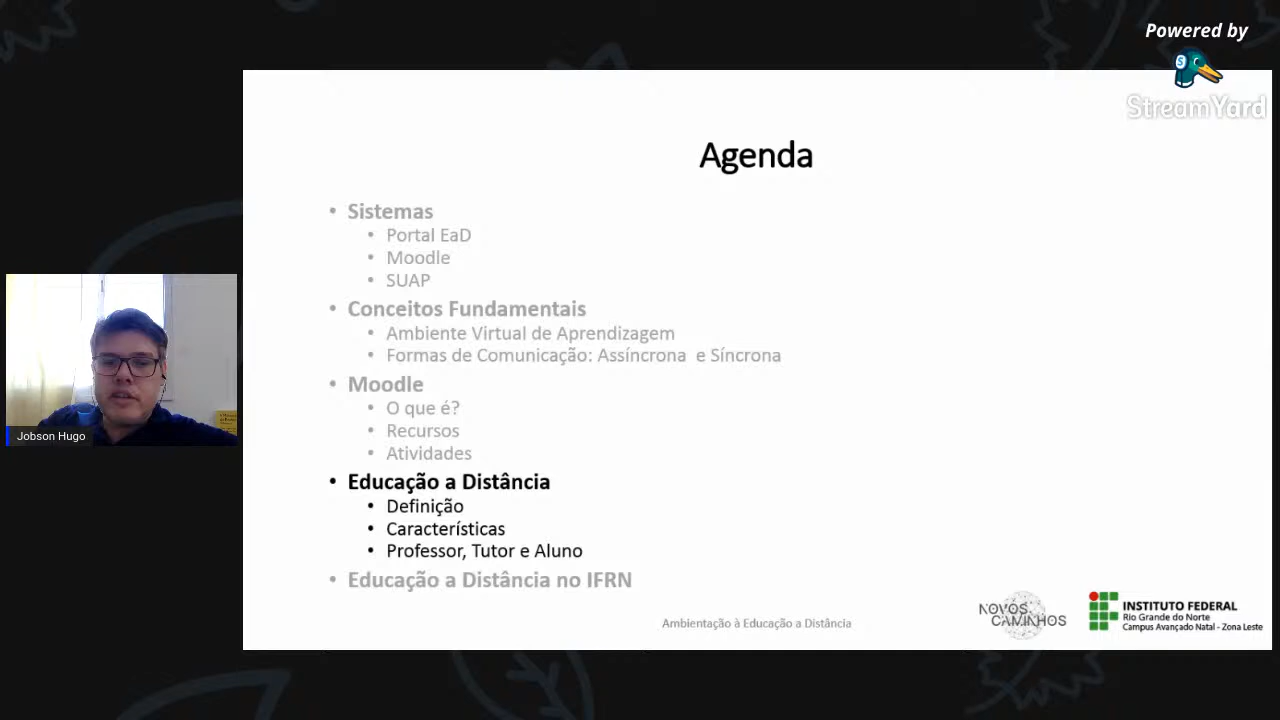 Powered by
StreamYard
Agenda
• Sistemas
• Portal EaD
• Moodle
• SUAP
• Conceitos Fundamentais
• Ambiente Virtual de Aprendizagem
• Formas de Comunicação: Assíncrona e Síncrona
• Moodle
• O que é?
• Recursos
• Atividades
• Educação a Distância
• Definição
• Características
• Professor, Tutor e Aluno
• Educação a Distância no IFRN
Jobson Hugo
Ambientação à Educação a Distância
NOVOS
CAMINHOS
INSTITUTO FEDERAL
Rio Grande do Norte
Campus Avançado Natal - Zona Leste